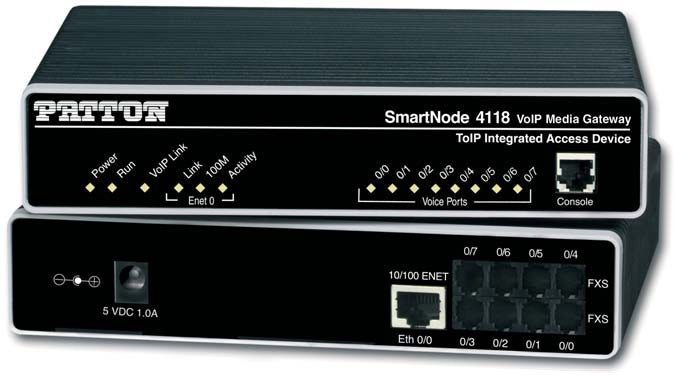 PATTON
SmartNode 4118 VoIP Media Gateway
ToIP Integrated Access Device
Power Run VoIP Link Link 100M Activity
Enet 0
0/0 0/1 0/2 0/3 0/4 0/5 0/6 0/7
Voice Ports
Console
0/7 0/6 0/5 0/4
10/100 ENET
FXS
FXS
5 VDC 1.0A
Eth 0/0
0/3 0/2 0/1 0/0